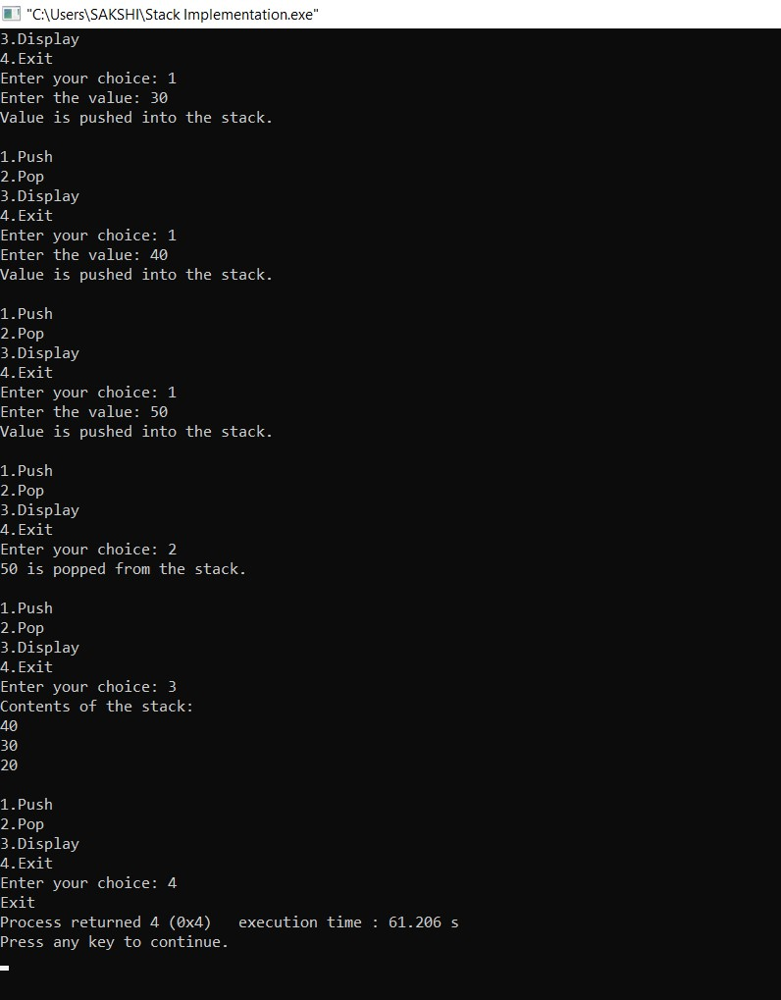 "C:\Users\SAKSHI\Stack Implementation.exe"
3.Display
4.Exit
Enter your choice: 1
Enter the value: 30
Value is pushed into the stack.
1.Push
2.Pop
3.Display
4.Exit
Enter your choice: 1
Enter the value: 40
Value is pushed into the stack.
1.Push
2.Pop
3.Display
4.Exit
Enter your choice: 1
Enter the value: 50
Value is pushed into the stack.
1.Push
2.Pop
3.Display
4.Exit
Enter your choice: 2
50 is popped from the stack.
1.Push
2.Pop
3.Display
4.Exit
Enter your choice: 3
Contents of the stack:
40
30
20
1.Push
2.Pop
3.Display
4.Exit
Enter your choice: 4
Exit
Process returned 4 (0x4)   execution time : 61.206 s
Press any key to continue.